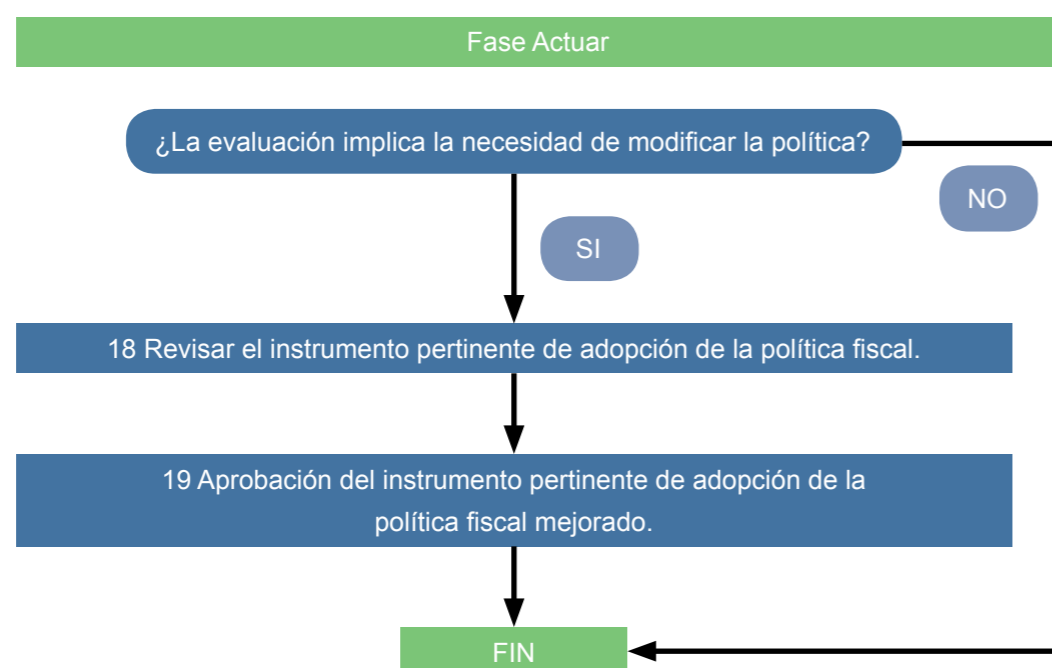 Fase Actuar
¿La evaluación implica la necesidad de modificar la política?
NO
SI
18 Revisar el instrumento pertinente de adopción de la política fiscal.
19 Aprobación del instrumento pertinente de adopción de la
política fiscal mejorado.
FIN